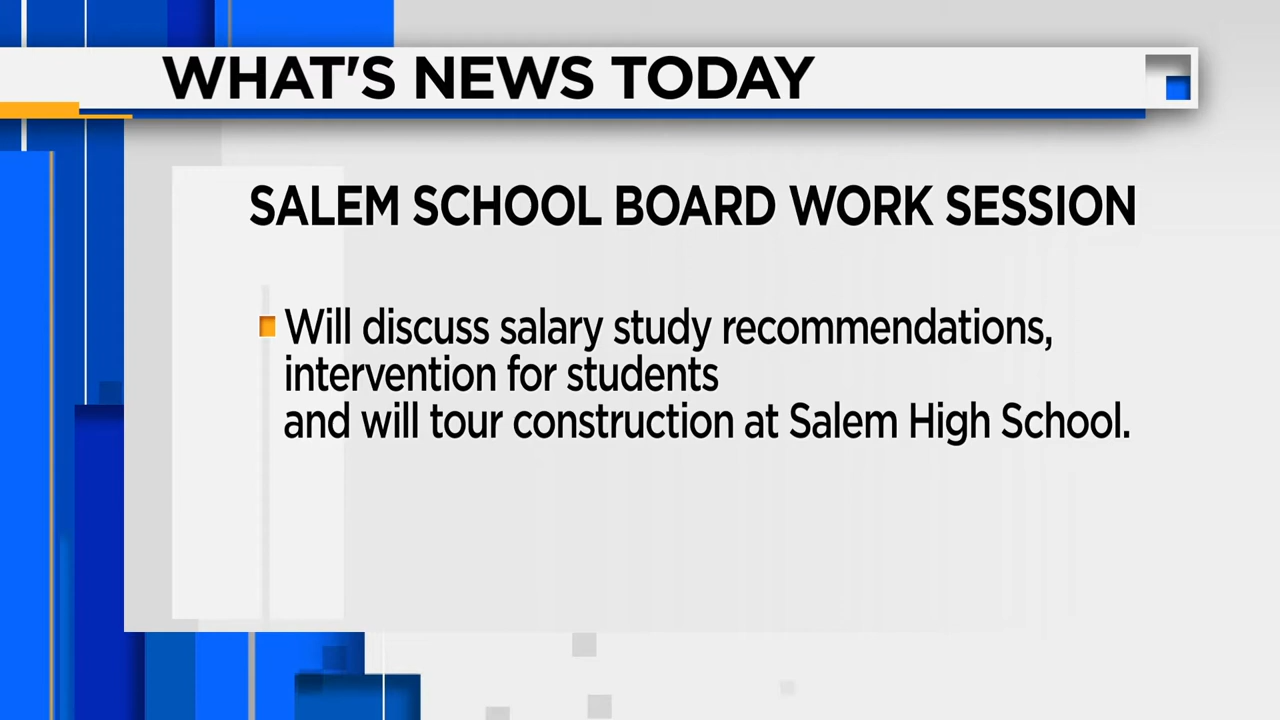 WHAT'S NEWS TODAY
SALEM SCHOOL BOARD WORK SESSION
Will discuss salary study recommendations,
intervention for students
and will tour construction at Salem High School.